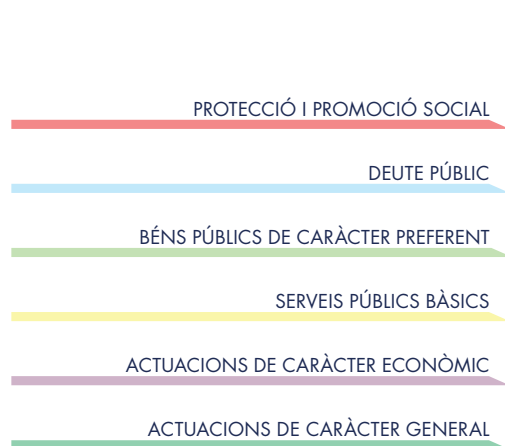 PROTECCIÓ I PROMOCIÓ SOCIAL
DEUTE PÚBLIC
BÉNS PÚBLICS DE CARÀCTER PREFERENT
SERVEIS PÚBLICS BÀSICS
ACTUACIONS DE CARÀCTER ECONÒMIC
ACTUACIONS DE CARÀCTER GENERAL